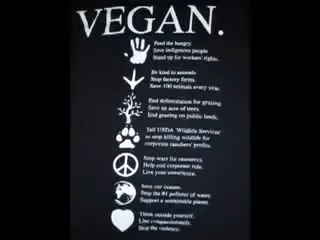 VEGAN.
Feed the hungry.
Save indigenous people
Stand up for workers' rights.
Be kind to animals.
Stop factory farms.
Save 100 animals every year.
End deforestation for grazing
Save an acre of trees.
End grazing on public lands.
Tell USDA 'Wildlife Services'
to stop killing wildlife for
corporate ranchers' profits.
Stop wars for resources.
Help end corporate rule.
Live your conscience.
Save our oceans
Stop the #1 polluter of water.
Support a sustainable planet.
Think outside yourself.
Live compassionately.
Stop the violence.